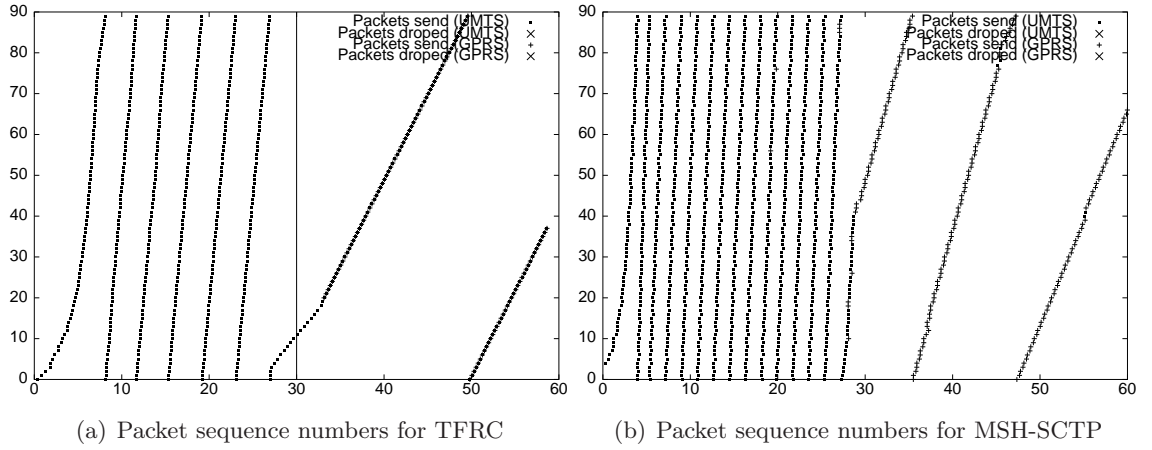 90
80
70
60
50
40
30
20
10
0
0 10 20 30 40 50 60
Packets send (UMTS)
Packets droped (UMTS)
Packets send (GPRS)
Packets droped (GPRS)
(a) Packet sequence numbers for TFRC
90
80
70
60
50
40
30
20
10
0
0 10 20 30 40 50 60
Packets send (UMTS)
Packets droped (UMTS)
Packets send (GPRS)
Packets droped (GPRS)
(b) Packet sequence numbers for MSH-SCTP